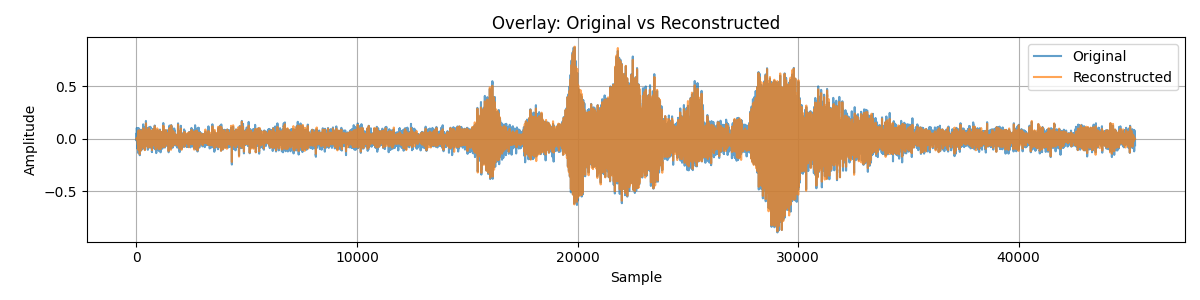 Overlay: Original vs Reconstructed
Original
Reconstructed
Amplitude
0.5
0.0
−0.5
0
10000
20000
30000
40000
Sample